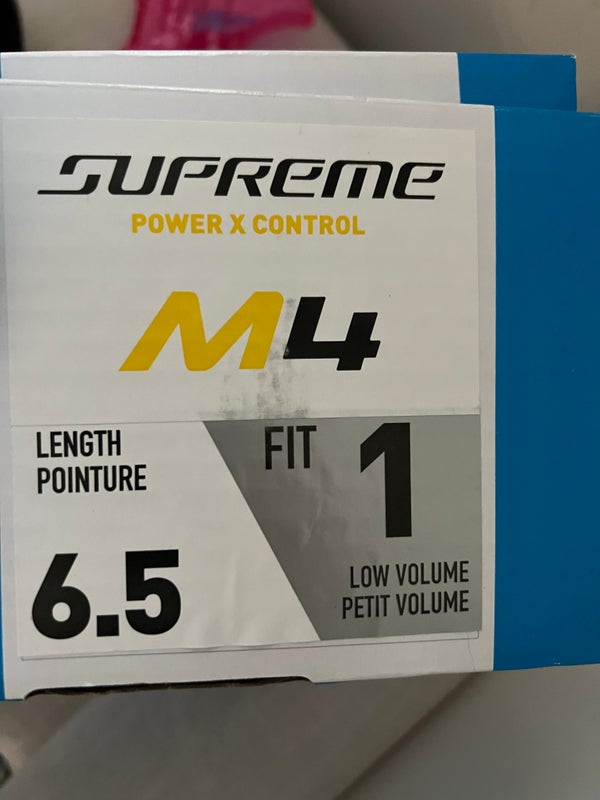 SUPREME
POWER X CONTROL
M4
LENGTH
POINTURE
6.5
FIT 1
LOW VOLUME
PETIT VOLUME